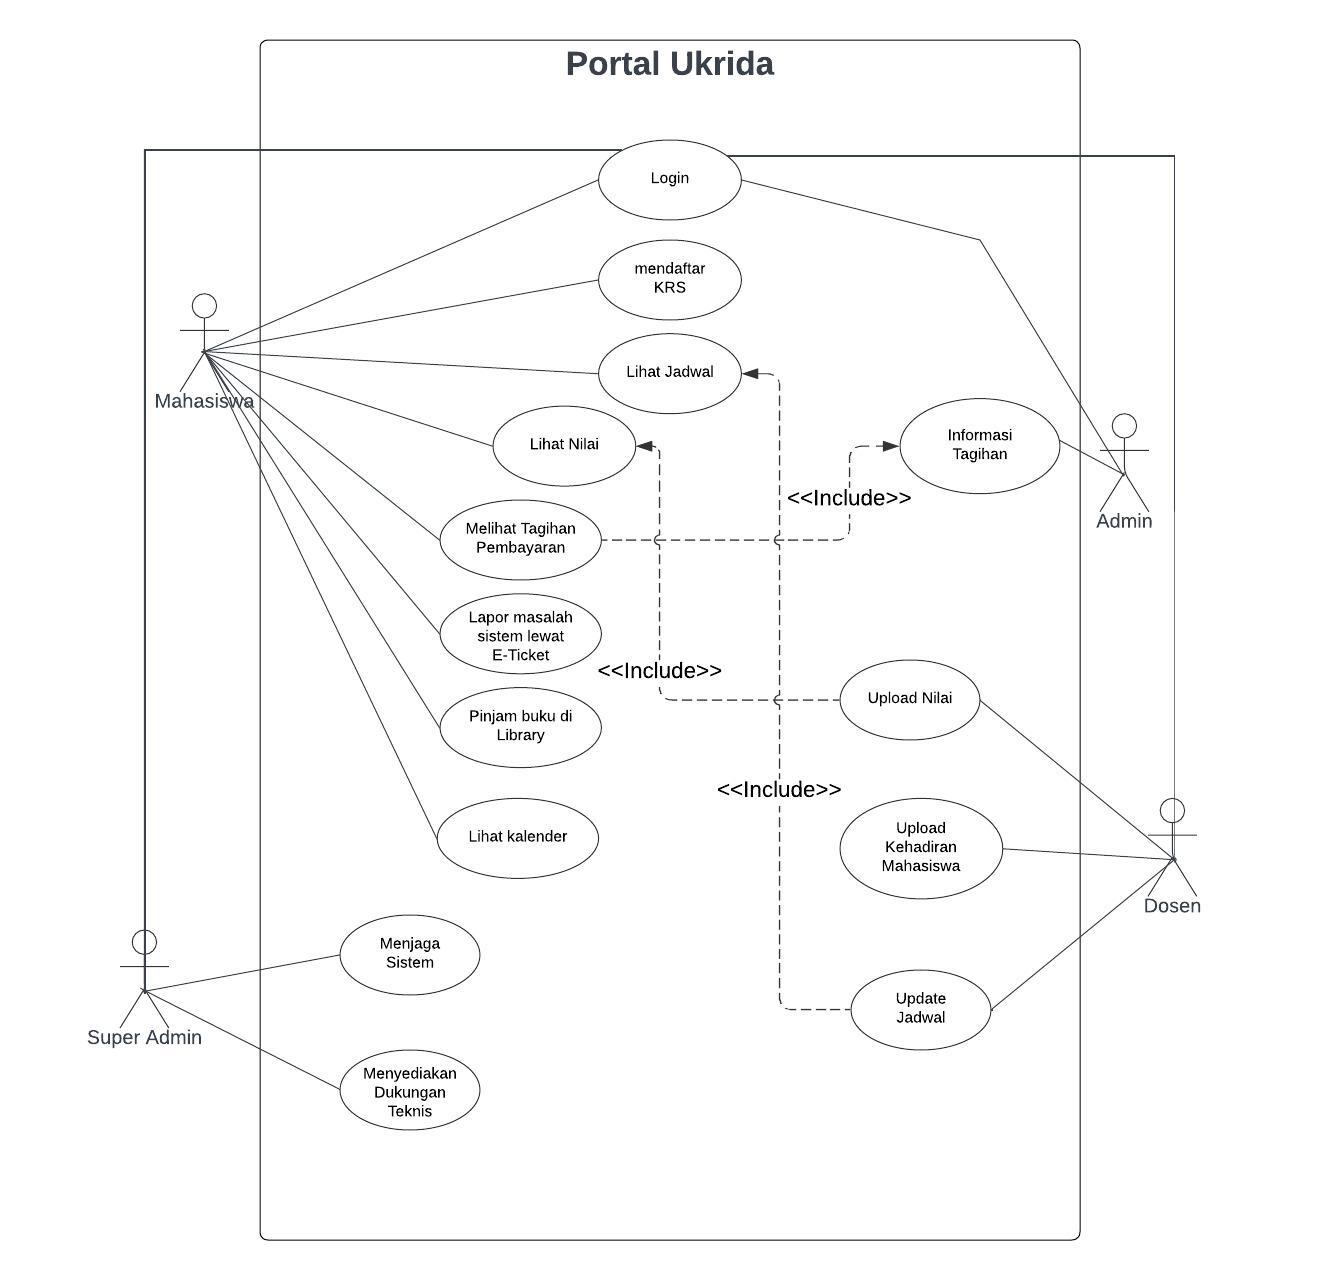 Portal Ukrida
Login
mendaftar
KRS
Lihat Jadwal
Mahasiswa
Lihat Nilai
Informasi
Tagihan
<<Include>>
Admin
Melihat Tagihan
Pembayaran
Lapor masalah
sistem lewat
E-Ticket
<<Include>>
Upload Nilai
Pinjam buku di
Library
<<Include>>
Lihat kalender
Upload
Kehadiran
Mahasiswa
Dosen
Menjaga
Sistem
Super Admin
Update
Jadwal
Menyediakan
Dukungan
Teknis